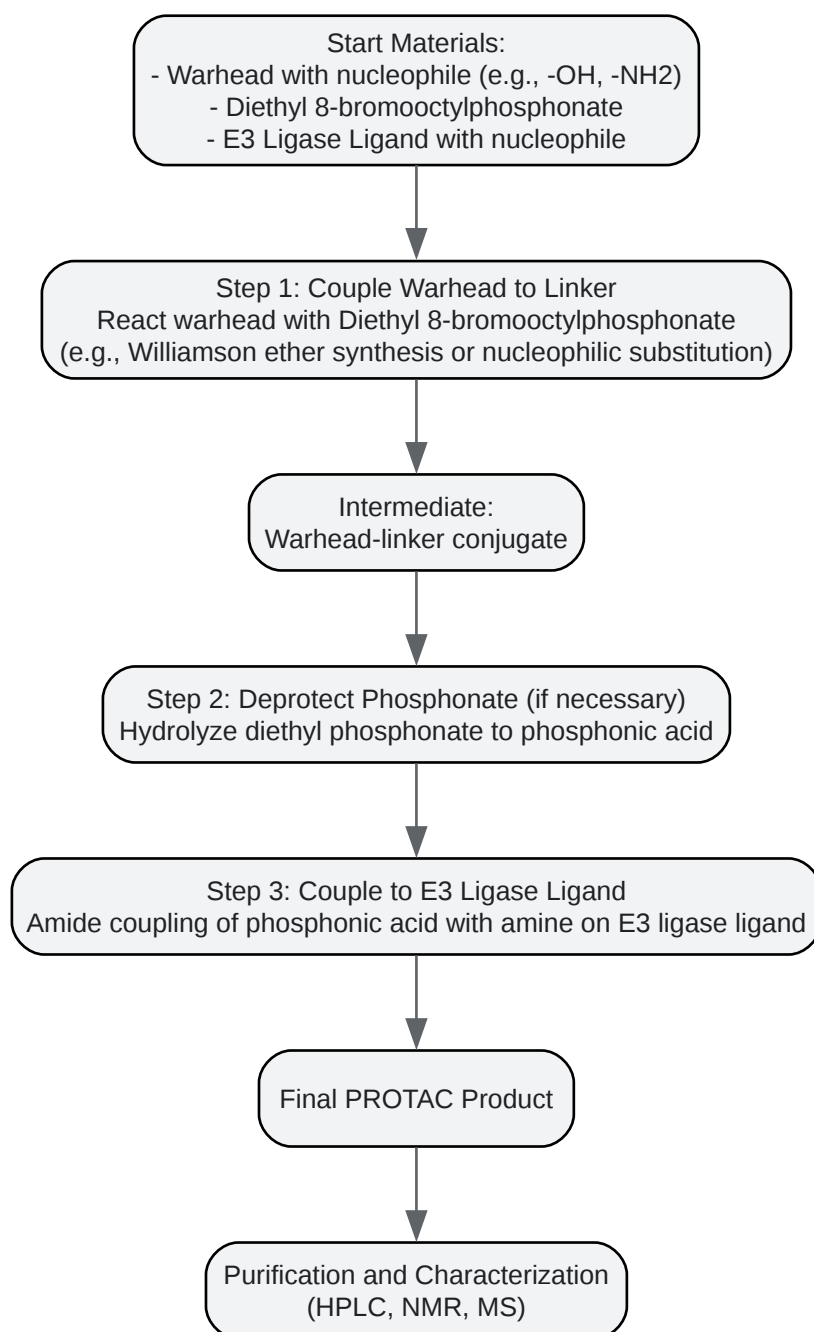 Start Materials:
- Warhead with nucleophile (e.g., -OH, -NH2)
- Diethyl 8-bromooctylphosphonate
- E3 Ligase Ligand with nucleophile
Step 1: Couple Warhead to Linker
React warhead with Diethyl 8-bromooctylphosphonate
(e.g., Williamson ether synthesis or nucleophilic substitution)
Intermediate:
Warhead-linker conjugate
Step 2: Deprotect Phosphonate (if necessary)
Hydrolyze diethyl phosphonate to phosphonic acid
Step 3: Couple to E3 Ligase Ligand
Amide coupling of phosphonic acid with amine on E3 ligase ligand
Final PROTAC Product
Purification and Characterization
(HPLC, NMR, MS)